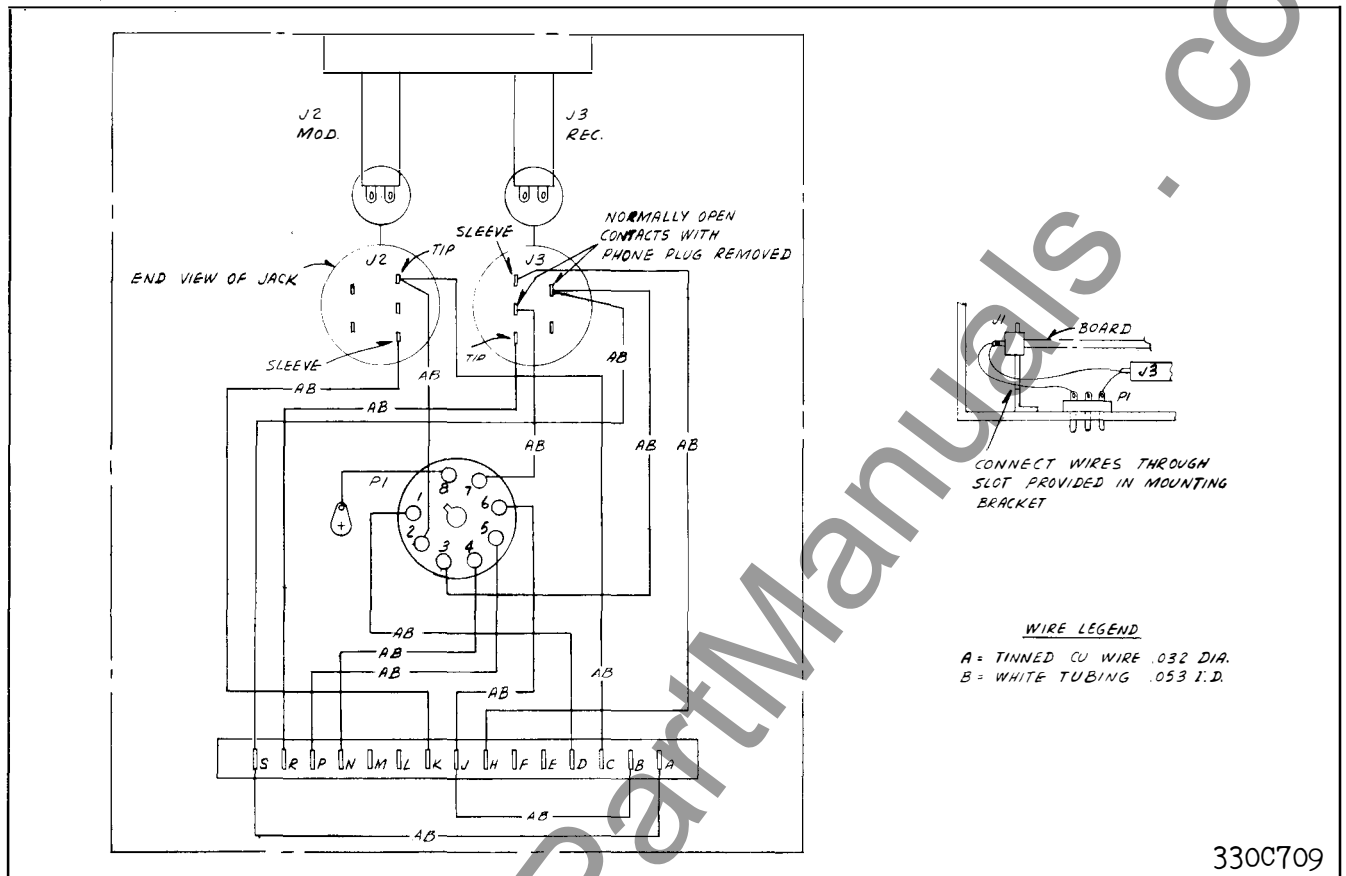 J2
MOD.
J3
REC.
NORMALLY OPEN
CONTACTS WITH
PHONE PLUG REMOVED
SLEEVE
TIP
J2
J3
END VIEW OF JACK
SLEEVE
TIP
AB
AB
AB
AB
AB
AB
AB
P1
8
7
1
6
2
5
3
4
AB
AB
AB
AB
AB
S R P N M L K J H F E D C B A
AB
AB
J1
BOARD
J3
P1
CONNECT WIRES THROUGH
SLOT PROVIDED IN MOUNTING
BRACKET
WIRE LEGEND
A = TINNED CU WIRE .032 DIA.
B = WHITE TUBING .053 I.D.
330C709
PartManuals . co